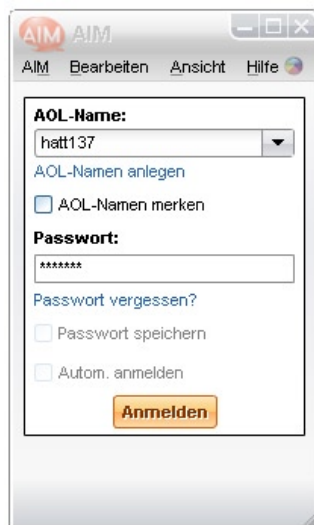 AIM AIM
AIM Bearbeiten Ansicht Hilfe
AOL-Name:
hatt137
AOL-Namen anlegen
AOL-Namen merken
Passwort:
*******
Passwort vergessen?
Passwort speichern
Autom. anmelden
Anmelden